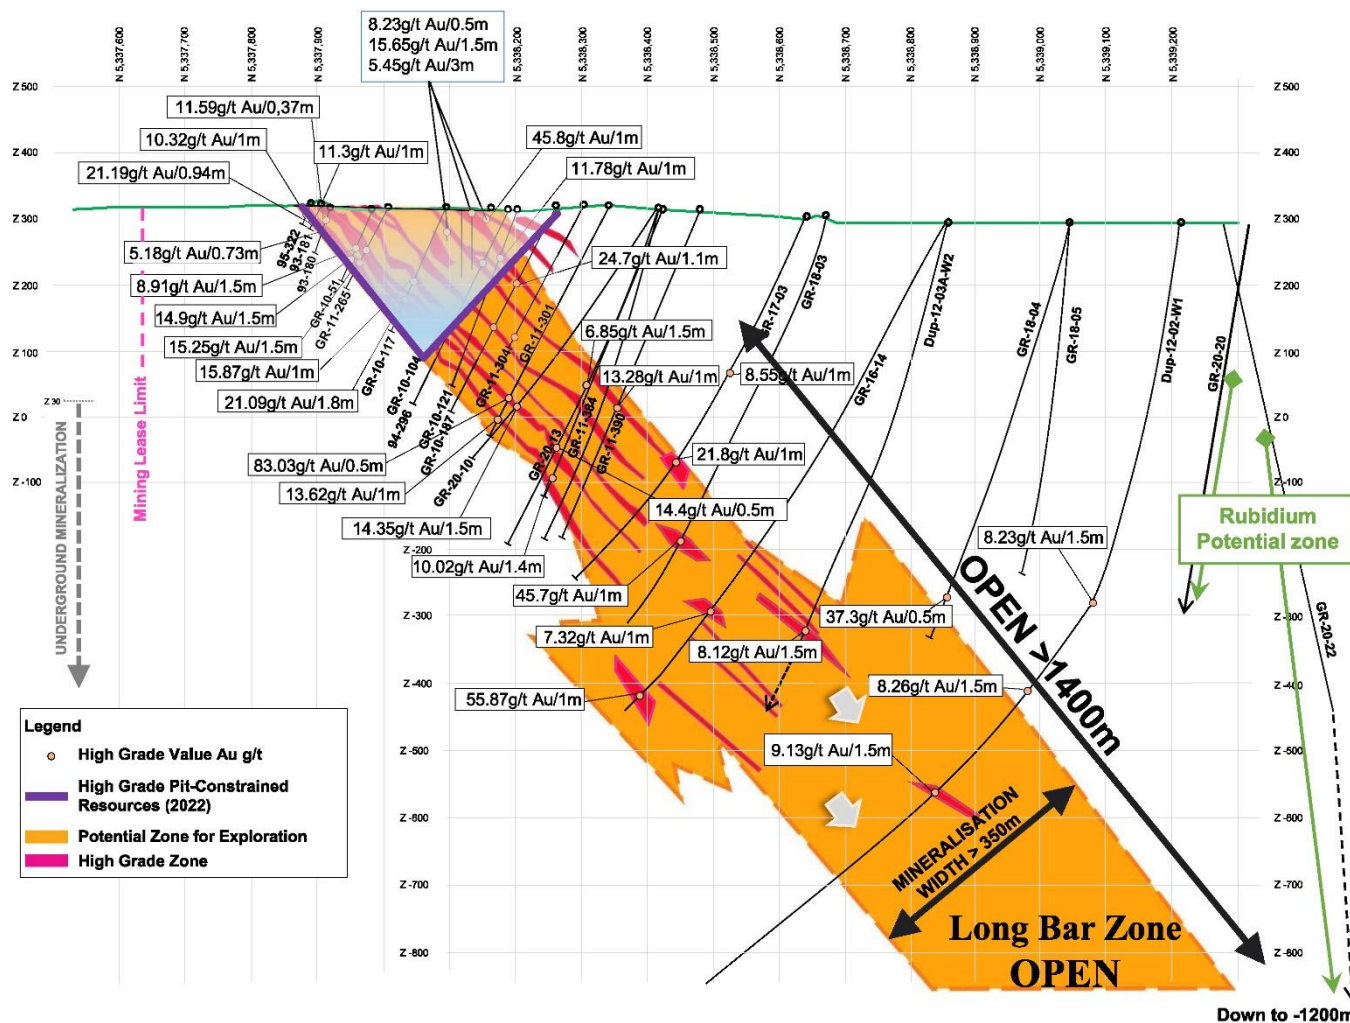 N 5,337,600
N 5,337,700
N 5,337,800
N 5,337,900
8.23g/t Au/0.5m
15.65g/t Au/1.5m
5.45g/t Au/3m
N 5,338,200
N 5,338,300
N 5,338,400
N 5,338,500
N 5,338,600
N 5,338,700
N 5,338,800
N 5,338,900
N 5,339,000
N 5,339,100
N 5,339,200
Z 500
Z 500
11.59g/t Au/0,37m
10.32g/t Au/1m
11.3g/t Au/1m
45.8g/t Au/1m
Z 400
Z 400
21.19g/t Au/0.94m
11.78g/t Au/1m
Z 300
Z 300
5.18g/t Au/0.73m
95-322
93-181
93-180
24.7g/t Au/1.1m
8.91g/t Au/1.5m
Z 200
Z 200
GR-10-51
GR-11-265
GR-17-03
GR-18-03
Dup-12-03A-W2
GR-18-04
GR-18-05
Dup-12-02-W1
GR-20-20
14.9g/t Au/1.5m
GR-11-301
6.85g/t Au/1.5m
15.25g/t Au/1.5m
GR-10-117
Z 100
Z 100
15.87g/t Au/1m
GR-10-104
GR-11-304
13.28g/t Au/1m
8.55g/t Au/1m
GR-16-14
21.09g/t Au/1.8m
Z 30
94-296
GR-10-121
GR-10-187
GR-11-384
GR-11-390
Z 0
Z 0
Mining Lease Limit
UNDERGROUND MINERALIZATION
83.03g/t Au/0.5m
GR-20-10
GR-20-13
21.8g/t Au/1m
13.62g/t Au/1m
Z -100
Z -100
14.35g/t Au/1.5m
14.4g/t Au/0.5m
Rubidium
Potential zone
8.23g/t Au/1.5m
Z -200
10.02g/t Au/1.4m
45.7g/t Au/1m
OPEN >1400m
Z -300
Z -300
37.3g/t Au/0.5m
GR-20-22
7.32g/t Au/1m
8.12g/t Au/1.5m
Z -400
Z -400
8.26g/t Au/1.5m
55.87g/t Au/1m
Legend
High Grade Value Au g/t
High Grade Pit-Constrained
Resources (2022)
Potential Zone for Exploration
High Grade Zone
Z -500
Z -500
9.13g/t Au/1.5m
Z -600
Z -600
MINERALISATION
WIDTH > 350m
Z -700
Z -700
Long Bar Zone
OPEN
Z -800
Z -800
Down to -1200m